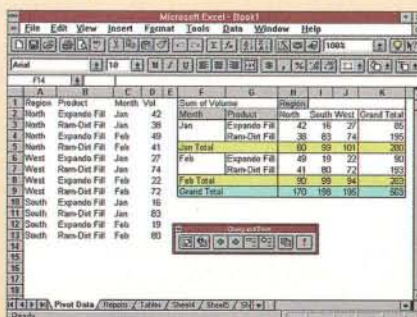 Microsoft Excel - Book1
File Edit View Insert Format Tools Data Window Help
100%
Arial 10 B I U
F14
A B C D E F G H I J K
1 Region Product Month Vol Sum of Volume Region
2 North Expando Fill Jan 42 Month Product North South West Grand Total
3 North Ram-Dirt Fill Jan 38 Jan Expando Fill 42 16 27 85
4 North Expando Fill Feb 49 Ram-Dirt Fill 38 83 74 195
5 North Ram-Dirt Fill Feb 41 Jan Total 80 99 101 280
6 West Expando Fill Jan 27 Feb Expando Fill 49 19 22 90
7 West Ram-Dirt Fill Jan 74 Ram-Dirt Fill 41 80 72 193
8 West Expando Fill Feb 22 Feb Total 90 99 94 283
9 West Ram-Dirt Fill Feb 72 Grand Total 170 198 195 563
10 South Expando Fill Jan 16
11 South Ram-Dirt Fill Jan 83
12 South Expando Fill Feb 19
13 South Ram-Dirt Fill Feb 80
14
15 Query and Pivot
16
17
18
Pivot Data Reports Tables Sheet4 Sheet5 Sh
Ready